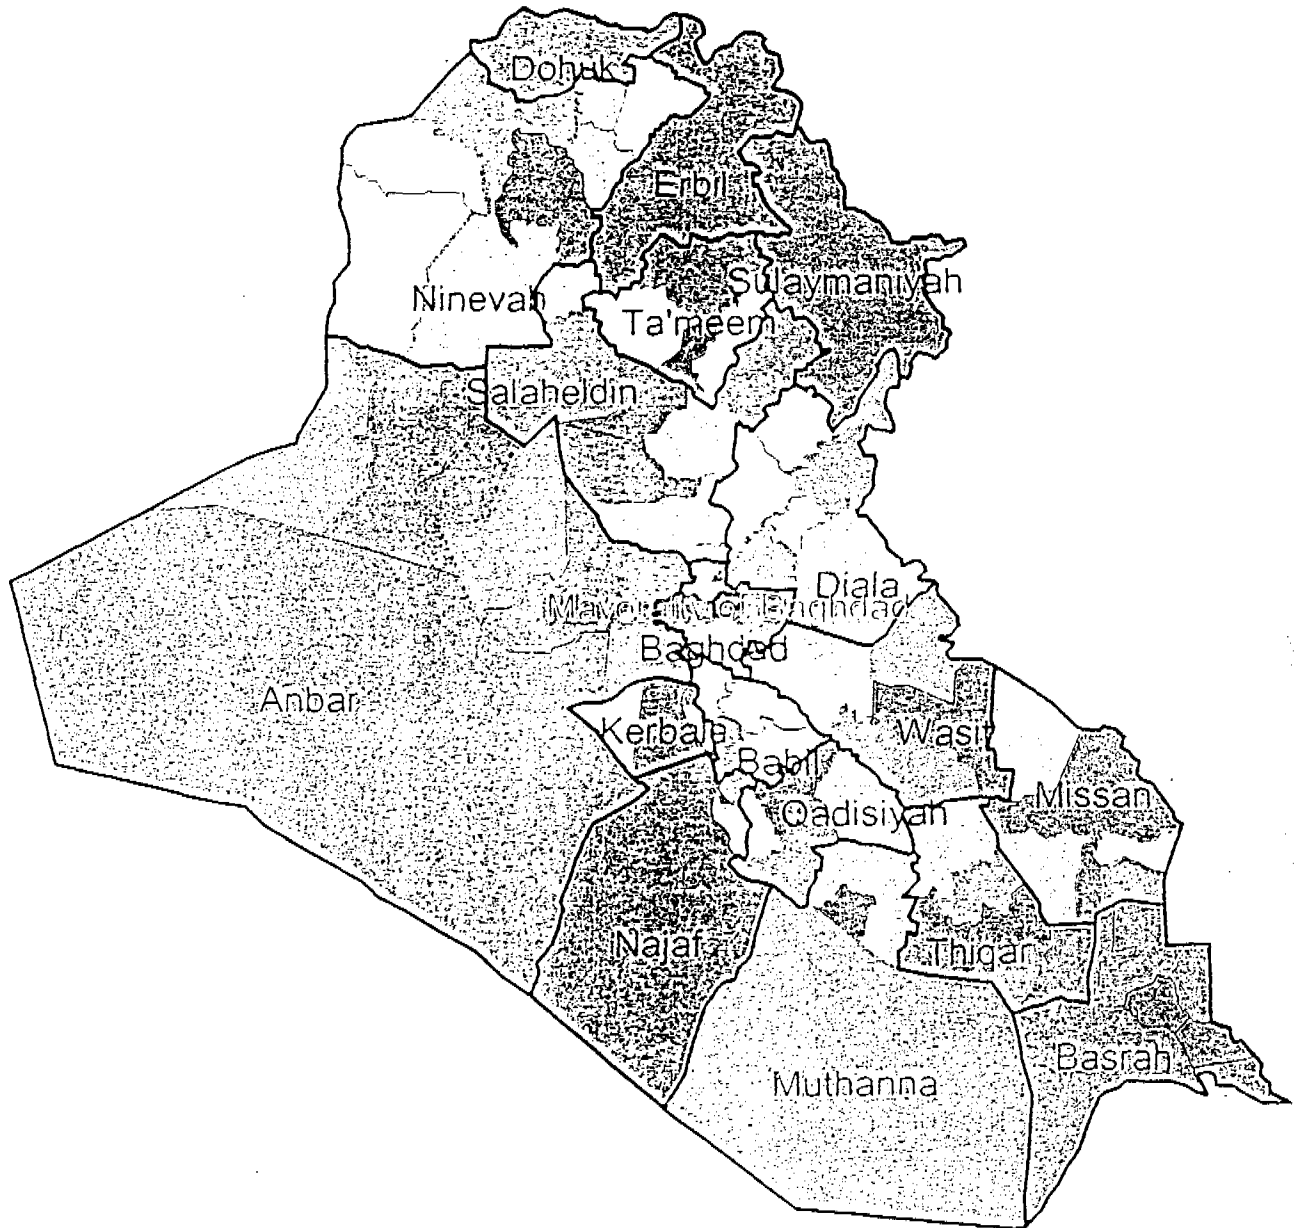 Dohuk
Erbil
Sulaymaniyah
Ninevah
Ta'meem
Salaheldin
Diala
Mayorality of Baghdad
Baghdad
Anbar
Kerbala
Wasit
Babil
Missan
Qadisiyah
Najaf
Thiqar
Basrah
Muthanna